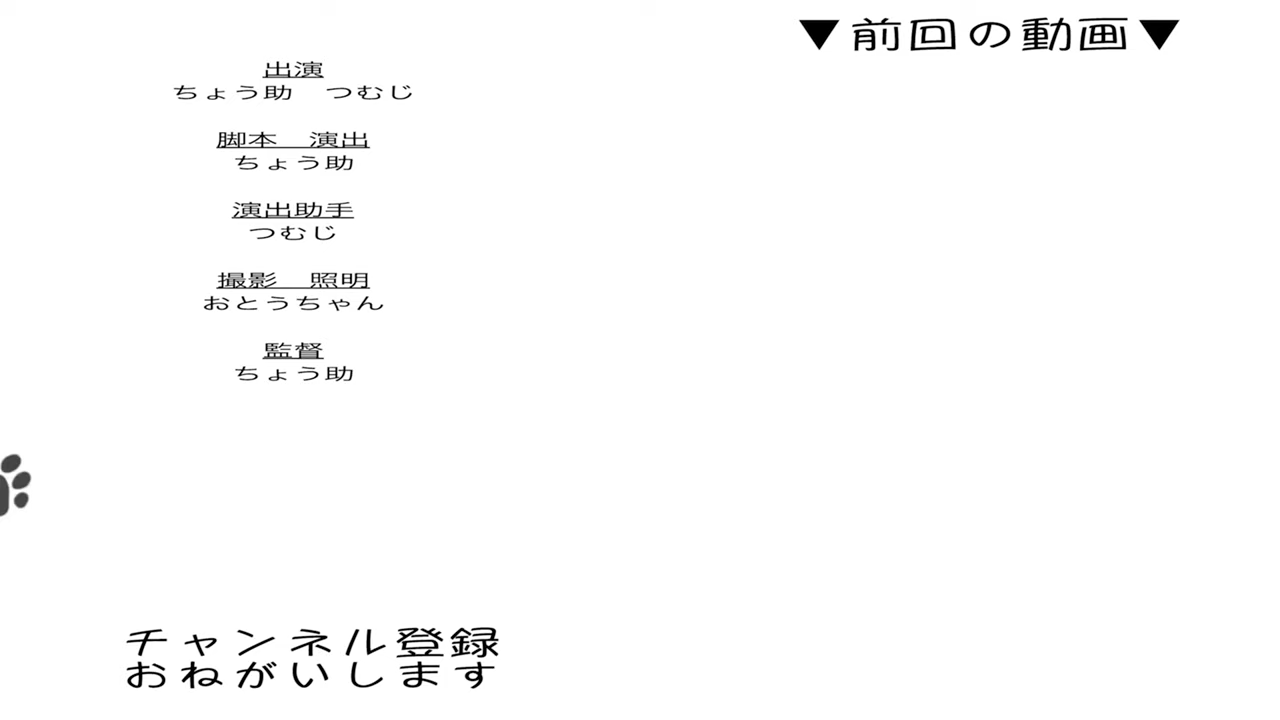 ▼前回の動画▼
出演
ちょう助　つむじ
脚本　演出
ちょう助
演出助手
つむじ
撮影　照明
おとうちゃん
監督
ちょう助
チャンネル登録
おねがいします